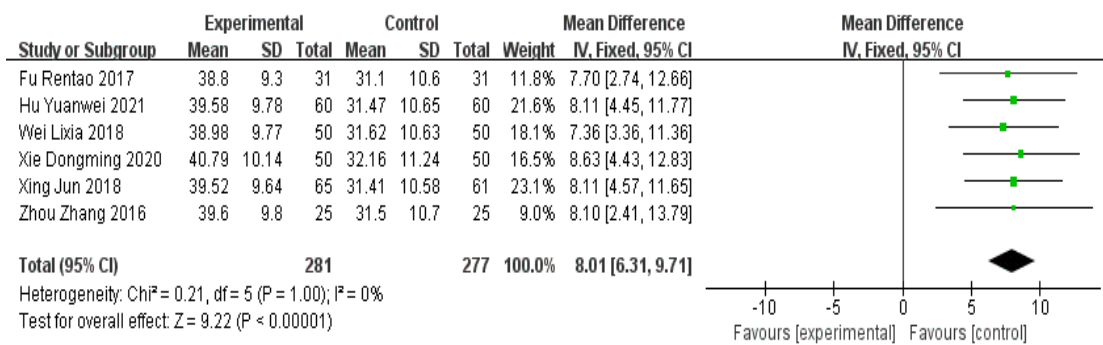 Experimental Control Mean Difference Mean Difference
Study or Subgroup Mean SD Total Mean SD Total Weight IV, Fixed, 95% CI IV, Fixed, 95% CI
Fu Rentao 2017 38.8 9.3 31 31.1 10.6 31 11.8% 7.70 [2.74, 12.66]
Hu Yuanwei 2021 39.58 9.78 60 31.47 10.65 60 21.6% 8.11 [4.45, 11.77]
Wei Lixia 2018 38.98 9.77 50 31.62 10.63 50 18.1% 7.36 [3.36, 11.36]
Xie Dongming 2020 40.79 10.14 50 32.16 11.24 50 16.5% 8.63 [4.43, 12.83]
Xing Jun 2018 39.52 9.64 65 31.41 10.58 61 23.1% 8.11 [4.57, 11.65]
Zhou Zhang 2016 39.6 9.8 25 31.5 10.7 25 9.0% 8.10 [2.41, 13.79]
Total (95% CI) 281 277 100.0% 8.01 [6.31, 9.71]
Heterogeneity: Chi² = 0.21, df = 5 (P = 1.00); I² = 0%
Test for overall effect: Z = 9.22 (P < 0.00001)
-10 -5 0 5 10
Favours [experimental] Favours [control]